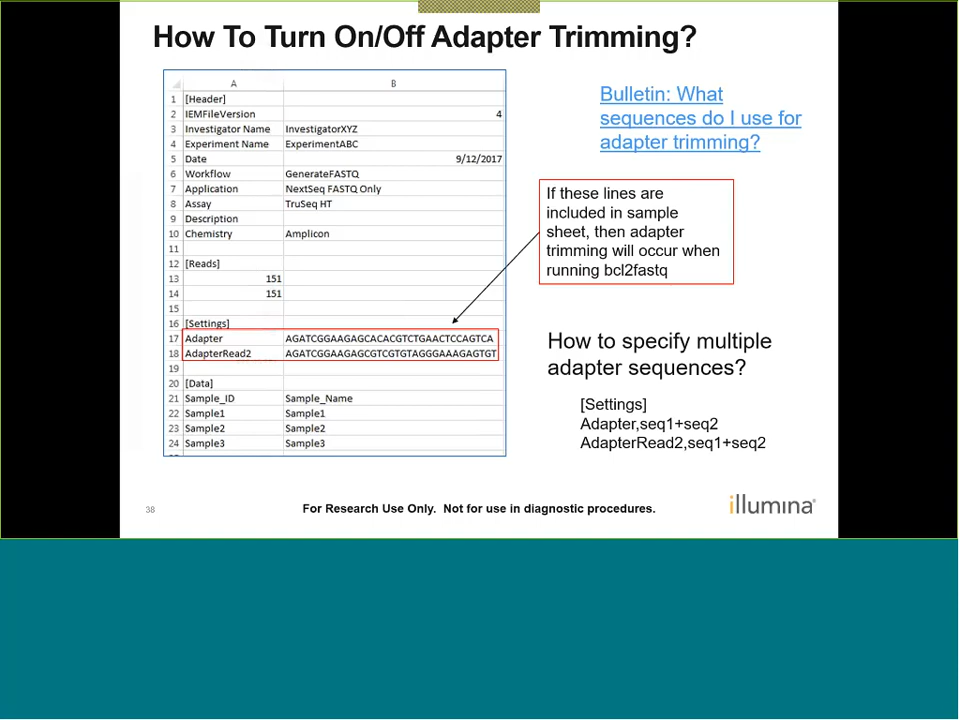 How To Turn On/Off Adapter Trimming?
A B
1 [Header]
2 IEMFileVersion 4
3 Investigator Name InvestigatorXYZ
4 Experiment Name ExperimentABC
5 Date 9/12/2017
6 Workflow GenerateFASTQ
7 Application NextSeq FASTQ Only
8 Assay TruSeq HT
9 Description
10 Chemistry Amplicon
11
12 [Reads]
13 151
14 151
15
16 [Settings]
17 Adapter AGATCGGAAGAGCACACGTCTGAACTCCAGTCA
18 AdapterRead2 AGATCGGAAGAGCGTCGTGTAGGGAAAGAGTGT
19
20 [Data]
21 Sample_ID Sample_Name
22 Sample1 Sample1
23 Sample2 Sample2
24 Sample3 Sample3
Bulletin: What
sequences do I use for
adapter trimming?
If these lines are
included in sample
sheet, then adapter
trimming will occur when
running bcl2fastq
How to specify multiple
adapter sequences?
[Settings]
Adapter,seq1+seq2
AdapterRead2,seq1+seq2
38
For Research Use Only. Not for use in diagnostic procedures.
illumina®